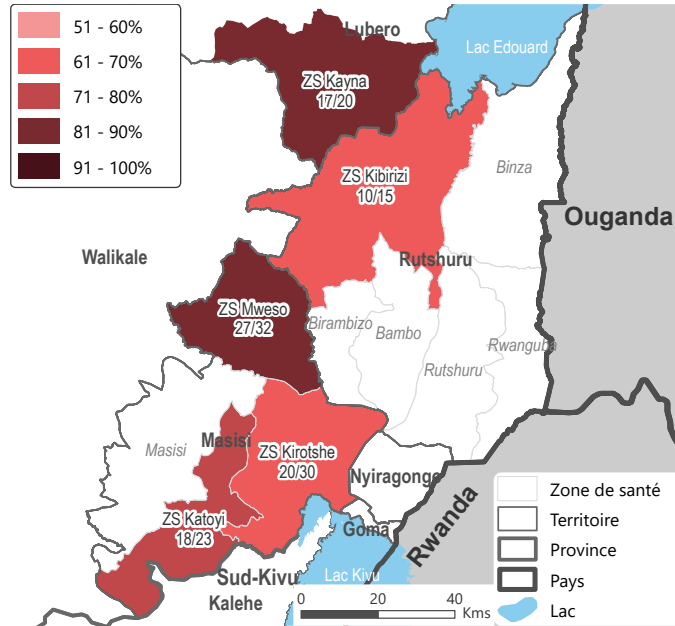 51 - 60%
61 - 70%
71 - 80%
81 - 90%
91 - 100%
Lubero
Lac Edouard
ZS Kayna
17/20
ZS Kibirizi
10/15
Binza
Ouganda
Walikale
Rutshuru
ZS Mweso
27/32
Birambizo
Bambo
Rwanguba
Rutshuru
Masisi
Masisi
ZS Kirotshe
20/30
Nyiragongo
ZS Katoyi
18/23
Goma
Rwanda
Sud-Kivu
Lac Kivu
Kalehe
0 20 40
Kms
Zone de santé
Territoire
Province
Pays
Lac